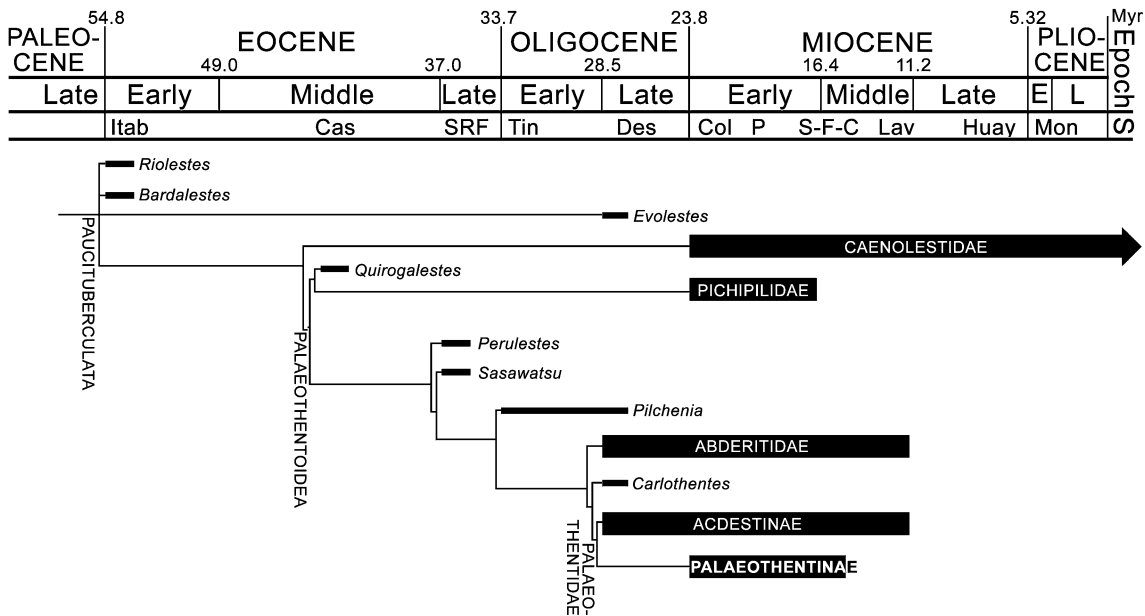 54.8 33.7 23.8 5.32 Myr
PALEO-
CENE
EOCENE
OLIGOCENE
MIOCENE
PLIO-
CENE
Epoch
49.0 37.0 28.5 16.4 11.2
Late Early Middle Late Early Late Early Middle Late E L
Itab Cas SRF Tin Des Col P S-F-C Lav Huay Mon S
Riolestes
Bardalestes
Evolestes
PAUCITUBERCULATA
CAENOLESTIDAE
Quirogalestes
PICHIPILIDAE
PALAEOTHENTOIDEA
Perulestes
Sasawatsu
Pilchenia
ABDERITIDAE
Carlothentes
ACDESTINAE
PALAEO-
THENTIDAE
PALAEOTHENTINAE